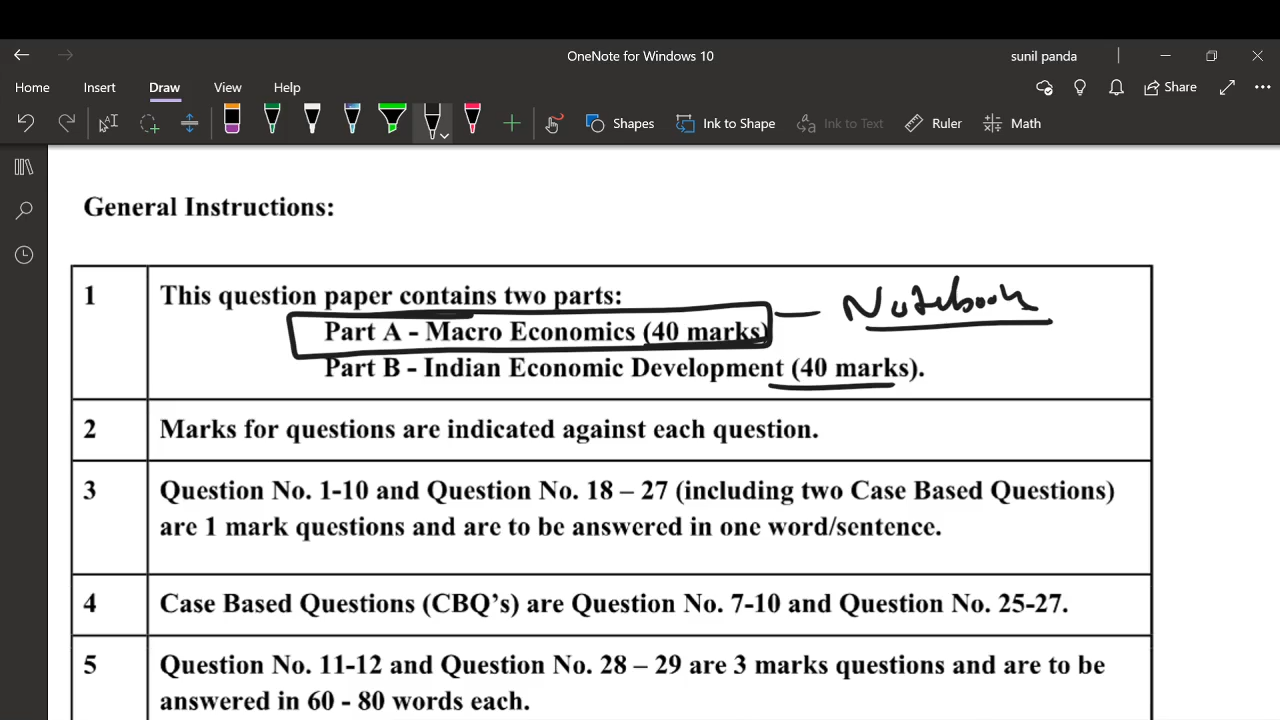 OneNote for Windows 10
sunil panda
Home Insert Draw View Help
Share
Shapes Ink to Shape Ink to Text Ruler Math
General Instructions:
1 This question paper contains two parts:
Part A - Macro Economics (40 marks) Notebook
Part B - Indian Economic Development (40 marks).
2 Marks for questions are indicated against each question.
3 Question No. 1-10 and Question No. 18 – 27 (including two Case Based Questions)
are 1 mark questions and are to be answered in one word/sentence.
4 Case Based Questions (CBQ’s) are Question No. 7-10 and Question No. 25-27.
5 Question No. 11-12 and Question No. 28 – 29 are 3 marks questions and are to be
answered in 60 - 80 words each.